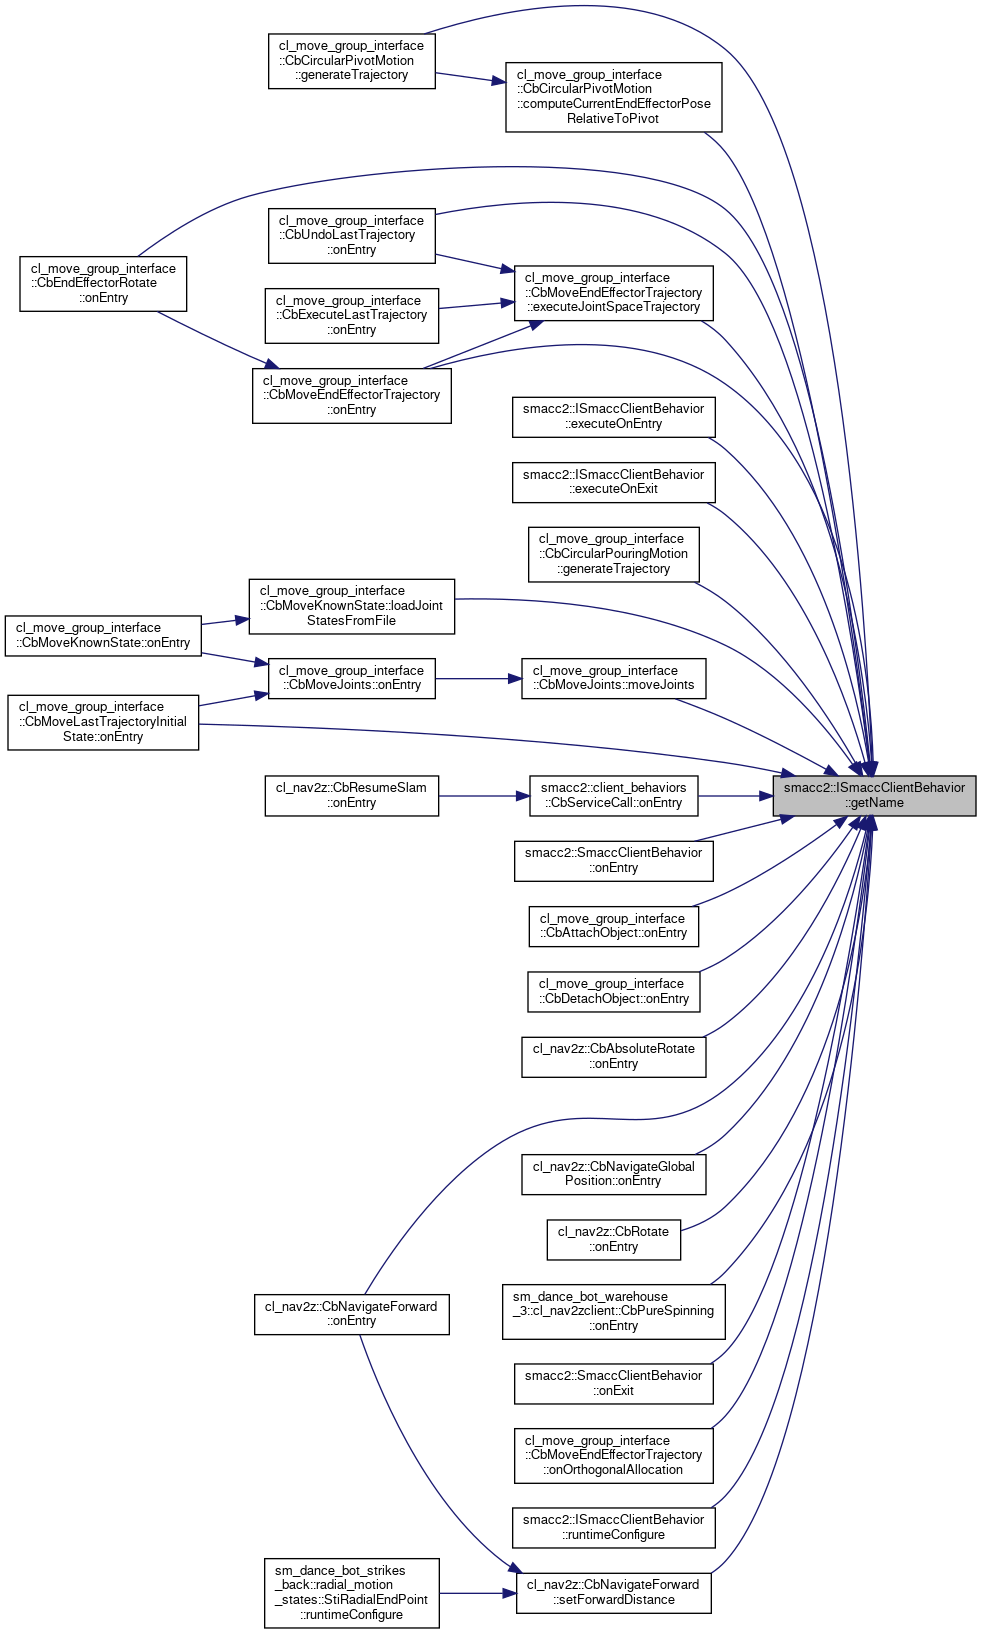 cl_move_group_interface
::CbCircularPivotMotion
::generateTrajectory
cl_move_group_interface
::CbCircularPivotMotion
::computeCurrentEndEffectorPose
RelativeToPivot
cl_move_group_interface
::CbUndoLastTrajectory
::onEntry
cl_move_group_interface
::CbEndEffectorRotate
::onEntry
cl_move_group_interface
::CbMoveEndEffectorTrajectory
::executeJointSpaceTrajectory
cl_move_group_interface
::CbExecuteLastTrajectory
::onEntry
cl_move_group_interface
::CbMoveEndEffectorTrajectory
::onEntry
smacc2::ISmaccClientBehavior
::executeOnEntry
smacc2::ISmaccClientBehavior
::executeOnExit
cl_move_group_interface
::CbCircularPouringMotion
::generateTrajectory
cl_move_group_interface
::CbMoveKnownState::loadJoint
StatesFromFile
cl_move_group_interface
::CbMoveKnownState::onEntry
cl_move_group_interface
::CbMoveJoints::onEntry
cl_move_group_interface
::CbMoveJoints::moveJoints
cl_move_group_interface
::CbMoveLastTrajectoryInitial
State::onEntry
cl_nav2z::CbResumeSlam
::onEntry
smacc2::client_behaviors
::CbServiceCall::onEntry
smacc2::ISmaccClientBehavior
::getName
smacc2::SmaccClientBehavior
::onEntry
cl_move_group_interface
::CbAttachObject::onEntry
cl_move_group_interface
::CbDetachObject::onEntry
cl_nav2z::CbAbsoluteRotate
::onEntry
cl_nav2z::CbNavigateGlobal
Position::onEntry
cl_nav2z::CbRotate
::onEntry
cl_nav2z::CbNavigateForward
::onEntry
sm_dance_bot_warehouse
_3::cl_nav2zclient::CbPureSpinning
::onEntry
smacc2::SmaccClientBehavior
::onExit
cl_move_group_interface
::CbMoveEndEffectorTrajectory
::onOrthogonalAllocation
smacc2::ISmaccClientBehavior
::runtimeConfigure
sm_dance_bot_strikes
_back::radial_motion
_states::StiRadialEndPoint
::runtimeConfigure
cl_nav2z::CbNavigateForward
::setForwardDistance